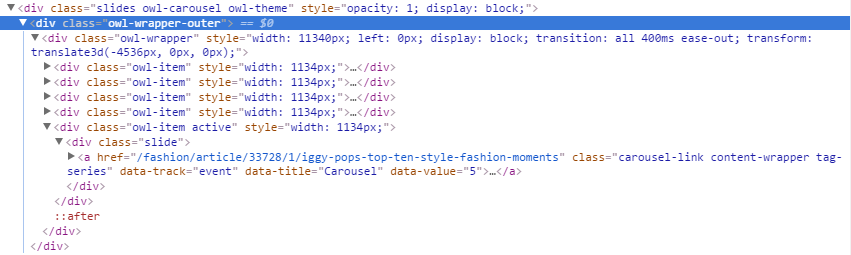 ▼<div class="slides owl-carousel owl-theme" style="opacity: 1; display: block;">
▼<div class="owl-wrapper-outer"> == $0
▼<div class="owl-wrapper" style="width: 11340px; left: 0px; display: block; transition: all 400ms ease-out; transform:
translate3d(-4536px, 0px, 0px);">
▶<div class="owl-item" style="width: 1134px;">…</div>
▶<div class="owl-item" style="width: 1134px;">…</div>
▶<div class="owl-item" style="width: 1134px;">…</div>
▶<div class="owl-item" style="width: 1134px;">…</div>
▼<div class="owl-item active" style="width: 1134px;">
▼<div class="slide">
▶<a href="/fashion/article/33728/1/iggy-pops-top-ten-style-fashion-moments" class="carousel-link content-wrapper tag-
series" data-track="event" data-title="Carousel" data-value="5">…</a>
</div>
</div>
::after
</div>
</div>